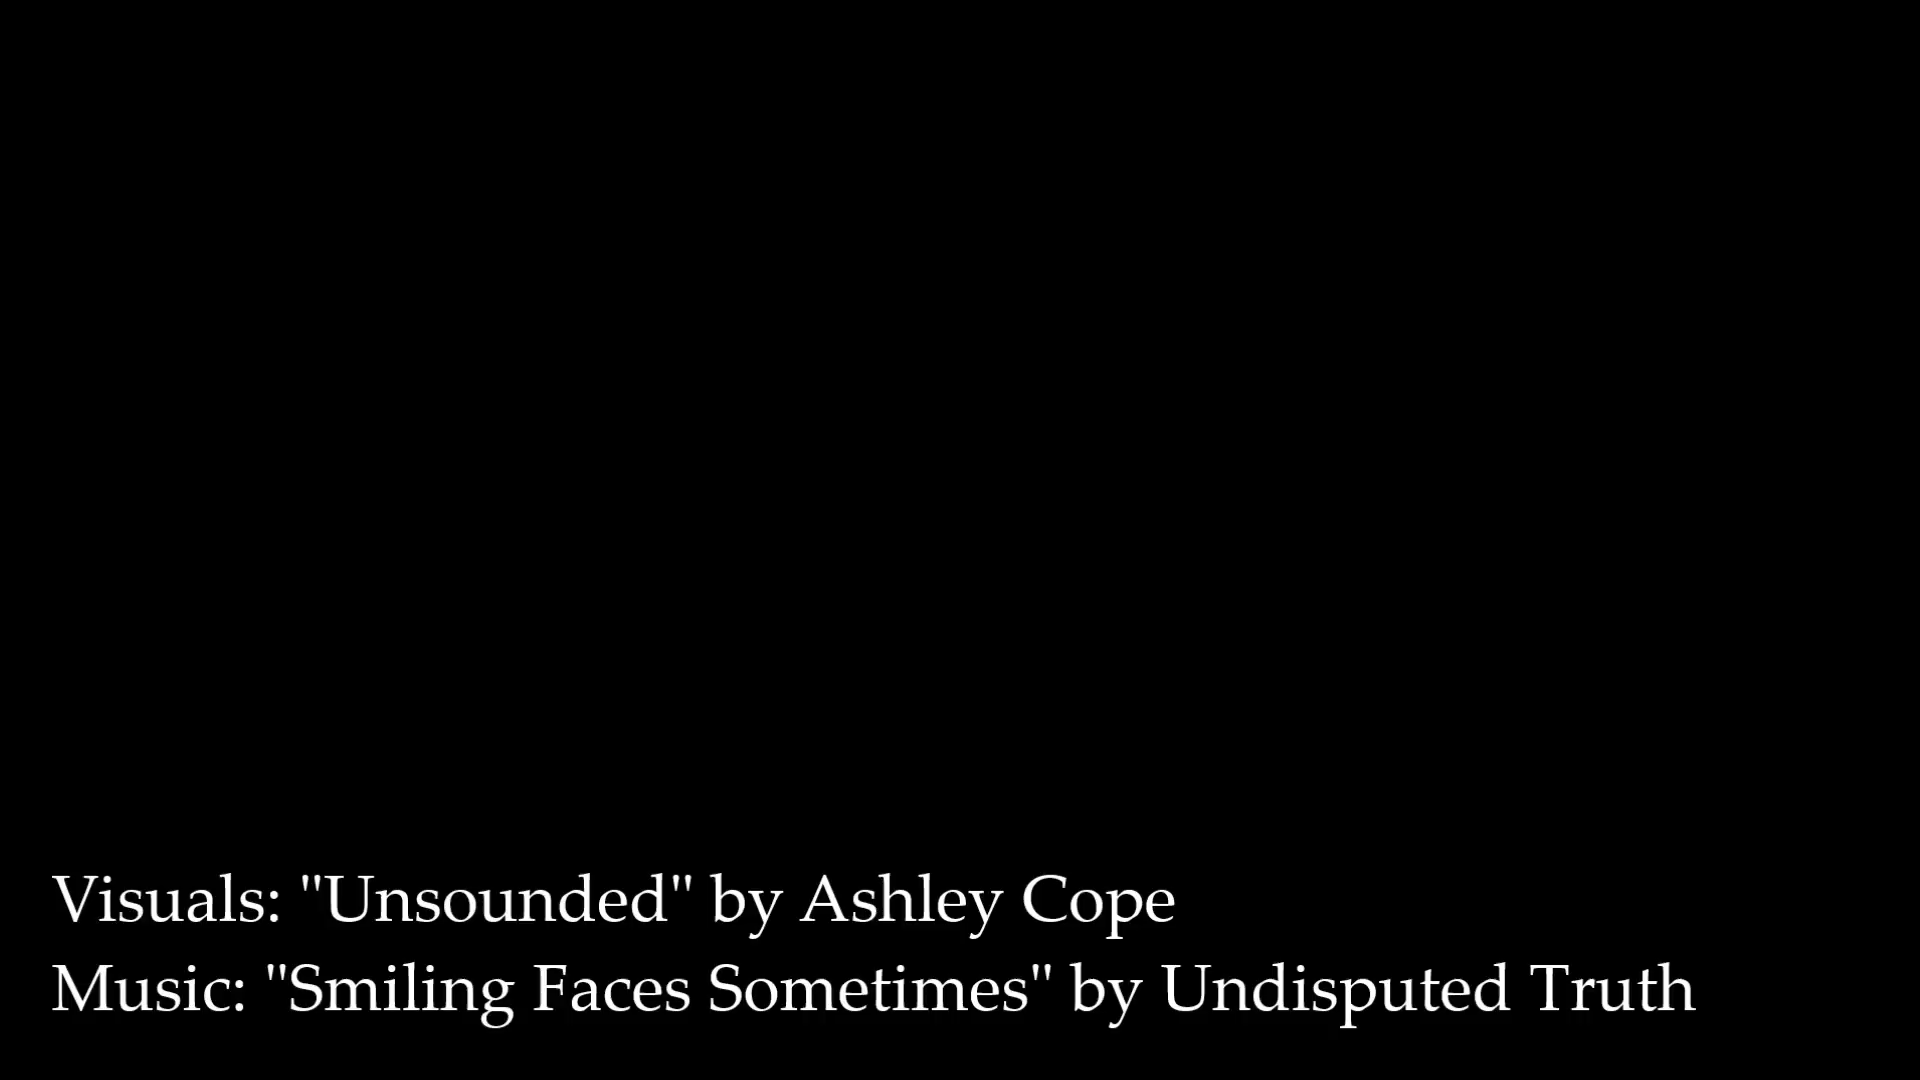 Visuals: "Unsounded" by Ashley Cope
Music: "Smiling Faces Sometimes" by Undisputed Truth